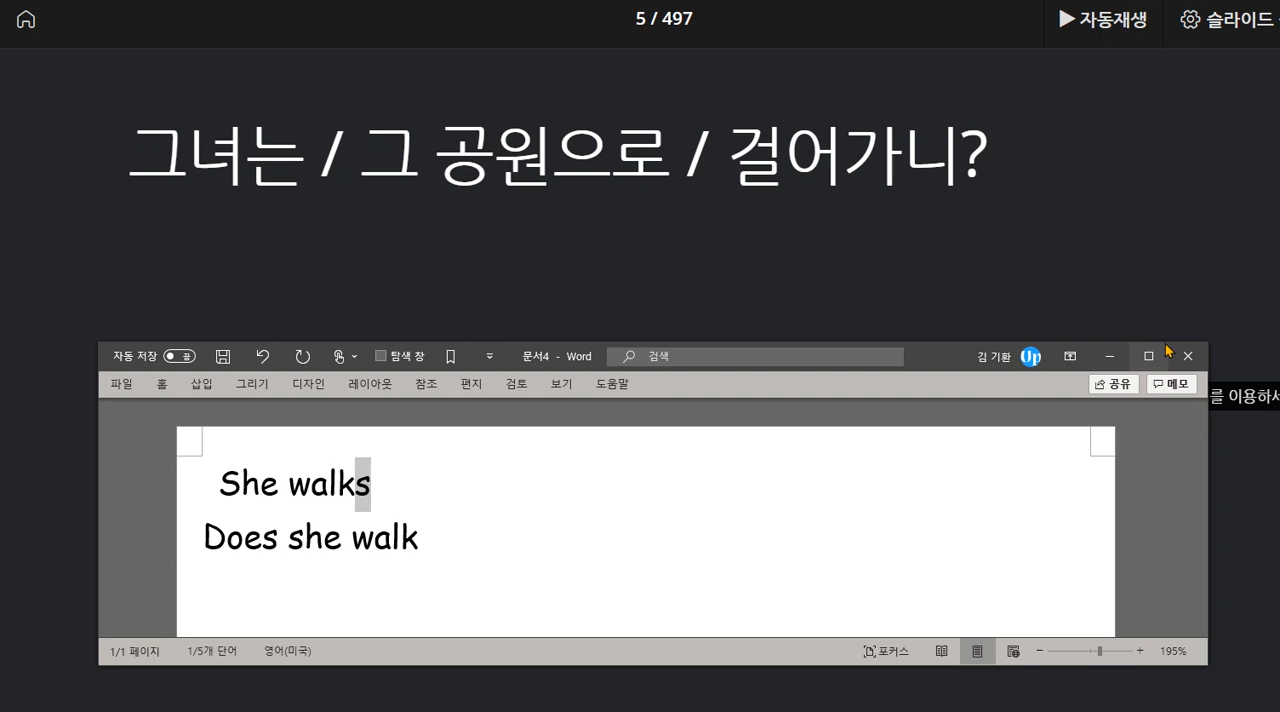 5 / 497
▶ 자동재생
슬라이드
그녀는 / 그 공원으로 / 걸어가니?
자동 저장
끔
탐색 창
문서4 - Word
검색
김 기환
Up
파일 홈 삽입 그리기 디자인 레이아웃 참조 편지 검토 보기 도움말
공유
메모
를 이용하세
She walks
Does she walk
1/1 페이지 1/5개 단어 영어(미국)
포커스
195%